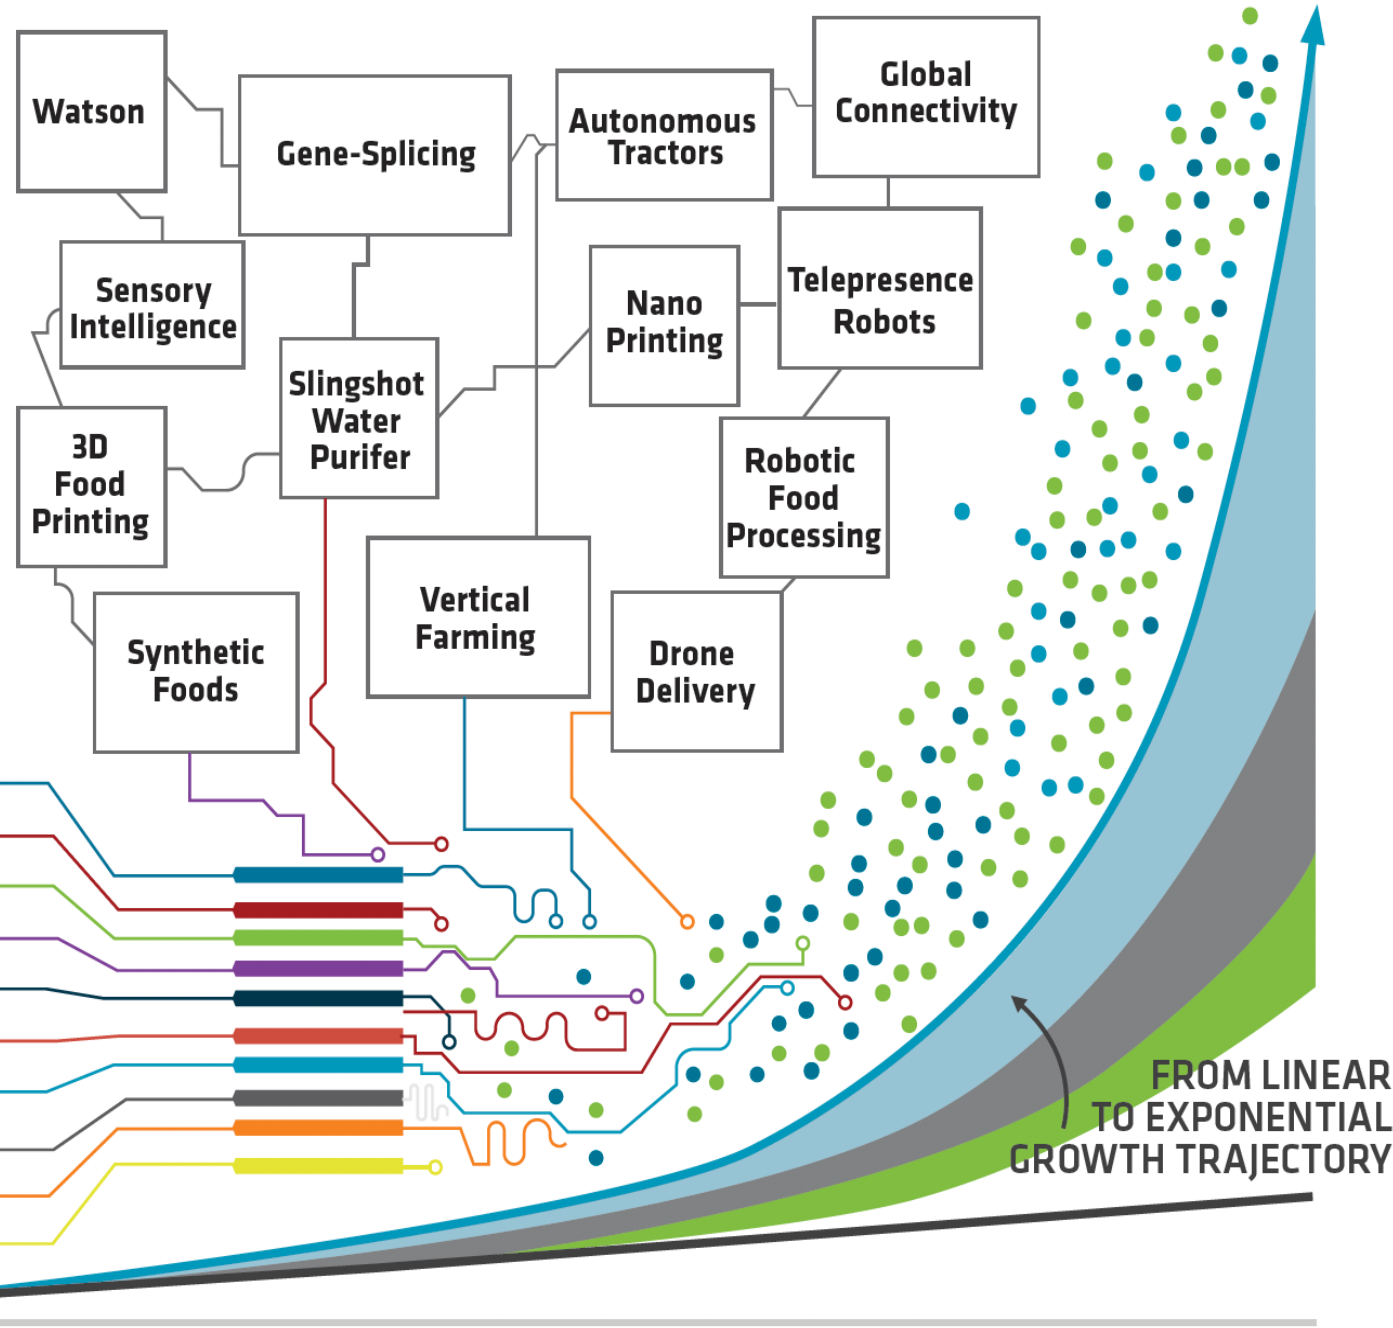 Watson
Gene-Splicing
Autonomous
Tractors
Global
Connectivity
Sensory
Intelligence
Nano
Printing
Telepresence
Robots
Slingshot
Water
Purifer
3D
Food
Printing
Robotic
Food
Processing
Vertical
Farming
Synthetic
Foods
Drone
Delivery
FROM LINEAR
TO EXPONENTIAL
GROWTH TRAJECTORY